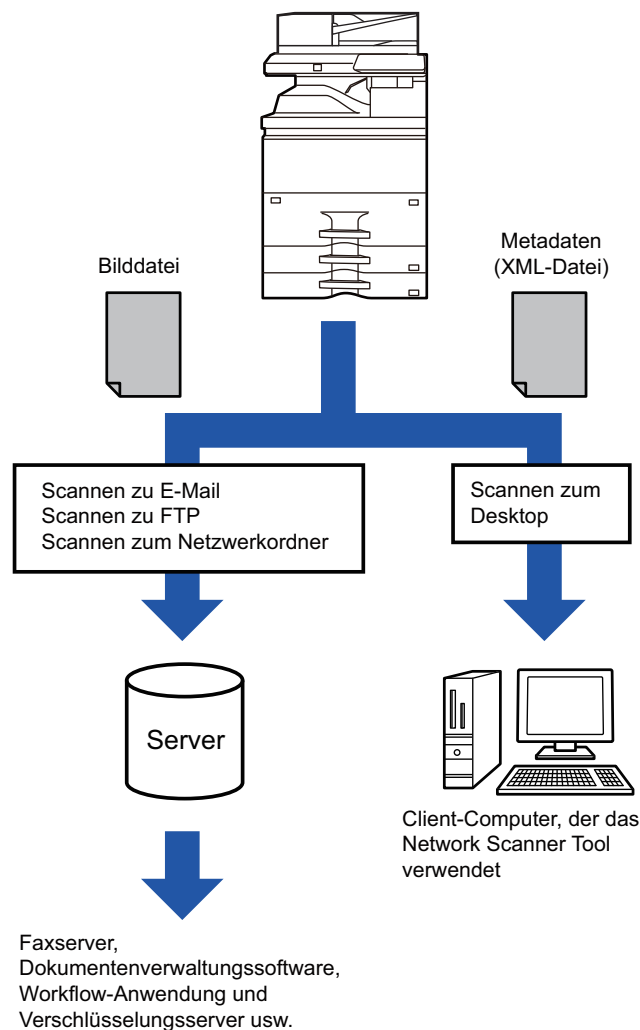 Bilddatei
Metadaten
(XML-Datei)
Scannen zu E-Mail
Scannen zu FTP
Scannen zum Netzwerkordner
Scannen zum
Desktop
Server
Client-Computer, der das
Network Scanner Tool
verwendet
Faxserver,
Dokumentenverwaltungssoftware,
Workflow-Anwendung und
Verschlüsselungsserver usw.